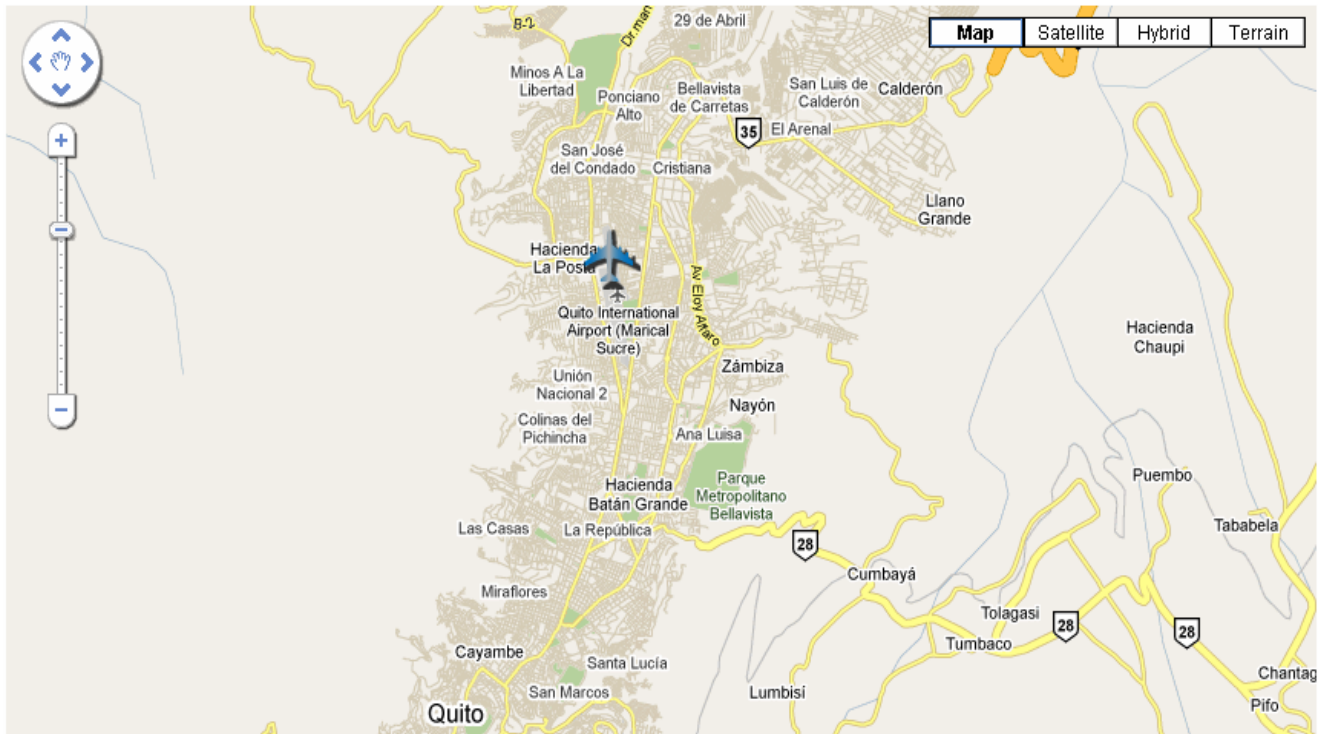 B-2
Dr.man
29 de Abril
Map
Satellite
Hybrid
Terrain
Minos A La
Libertad
Ponciano
Alto
Bellavista
de Carretas
San Luis de
Calderón
Calderón
35
El Arenal
San José
del Condado
Cristiana
Llano
Grande
Hacienda
La Posta
Av Eloy Alfaro
Quito International
Airport (Marical
Sucre)
Hacienda
Chaupi
Zámbiza
Unión
Nacional 2
Nayón
Colinas del
Pichincha
Ana Luisa
Hacienda
Batán Grande
Parque
Metropolitano
Bellavista
Puembo
Las Casas
La República
Tababela
28
Cumbayá
Miraflores
Tolagasi
28
28
Tumbaco
Cayambe
Santa Lucía
Chantag
San Marcos
Lumbisí
Pifo
Quito